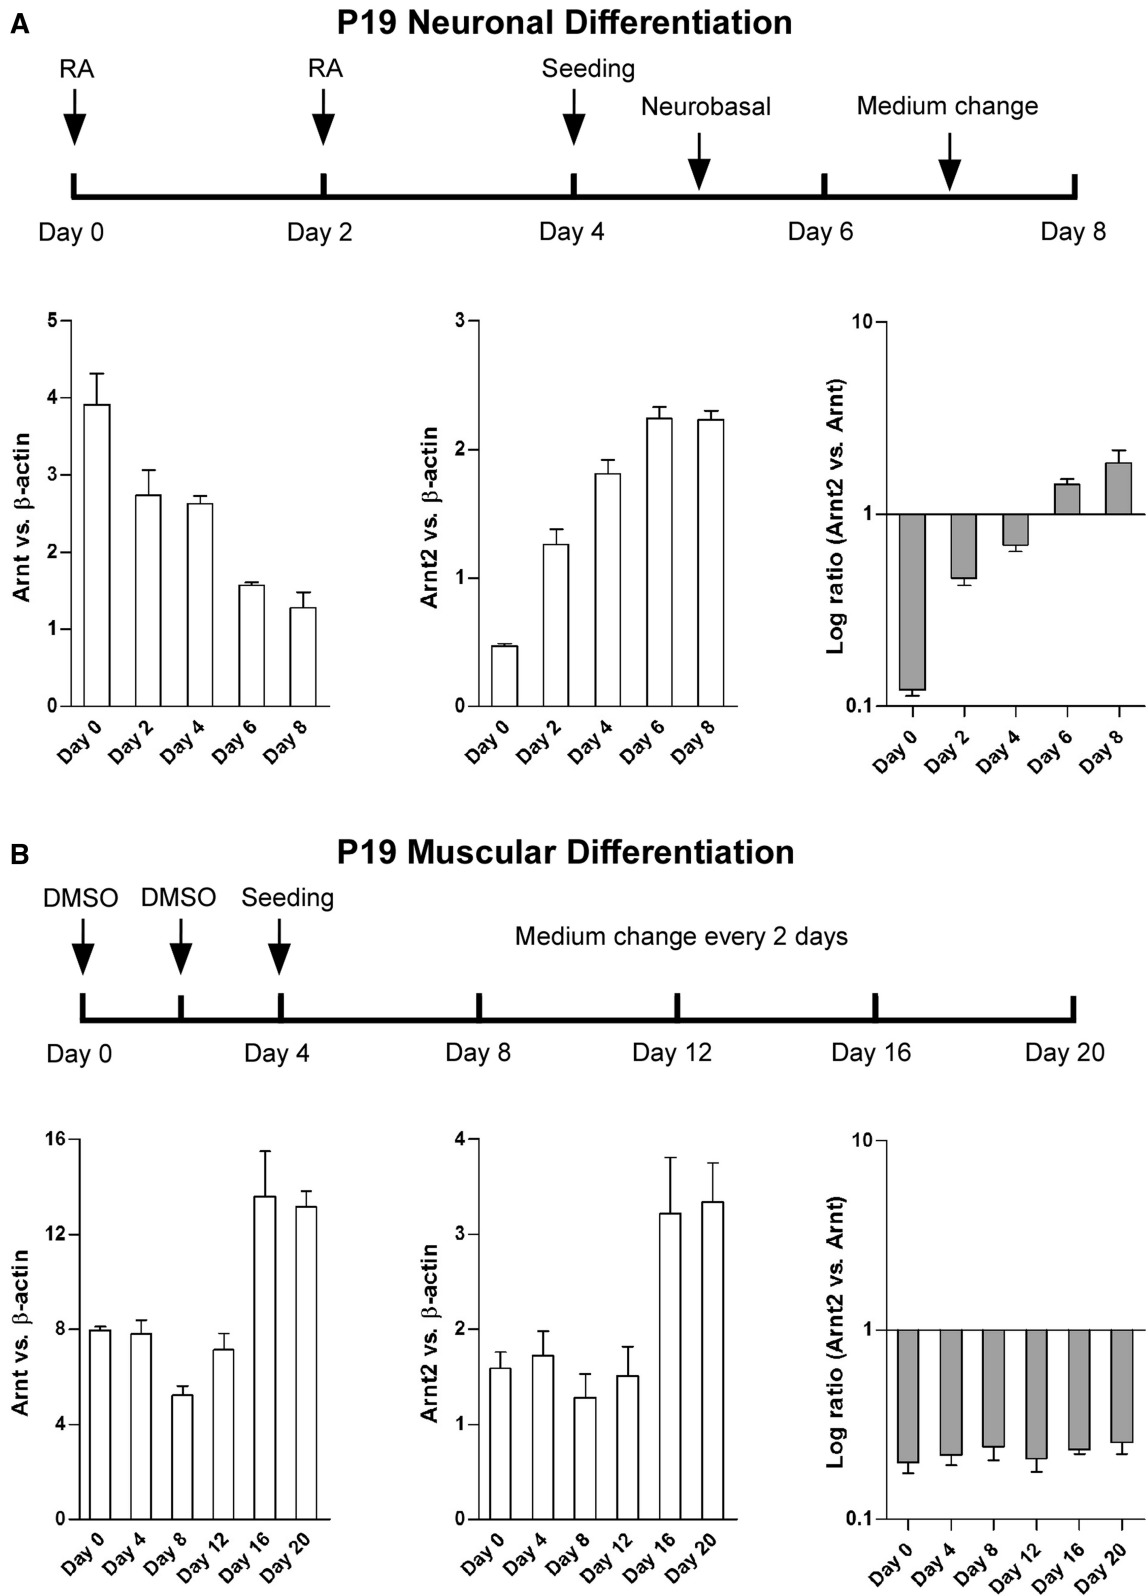 A
P19 Neuronal Differentiation
RA
RA
Seeding
Neurobasal
Medium change
Day 0
Day 2
Day 4
Day 6
Day 8
Arnt vs. β-actin
5
4
3
2
1
0
Day 0
Day 2
Day 4
Day 6
Day 8
Arnt2 vs. β-actin
3
2
1
0
Day 0
Day 2
Day 4
Day 6
Day 8
Log ratio (Arnt2 vs. Arnt)
10
1
0.1
Day 0
Day 2
Day 4
Day 6
Day 8
B
P19 Muscular Differentiation
DMSO
DMSO
Seeding
Medium change every 2 days
Day 0
Day 4
Day 8
Day 12
Day 16
Day 20
Arnt vs. β-actin
16
12
8
4
0
Day 0
Day 4
Day 8
Day 12
Day 16
Day 20
Arnt2 vs. β-actin
4
3
2
1
0
Day 0
Day 4
Day 8
Day 12
Day 16
Day 20
Log ratio (Arnt2 vs. Arnt)
10
1
0.1
Day 0
Day 4
Day 8
Day 12
Day 16
Day 20